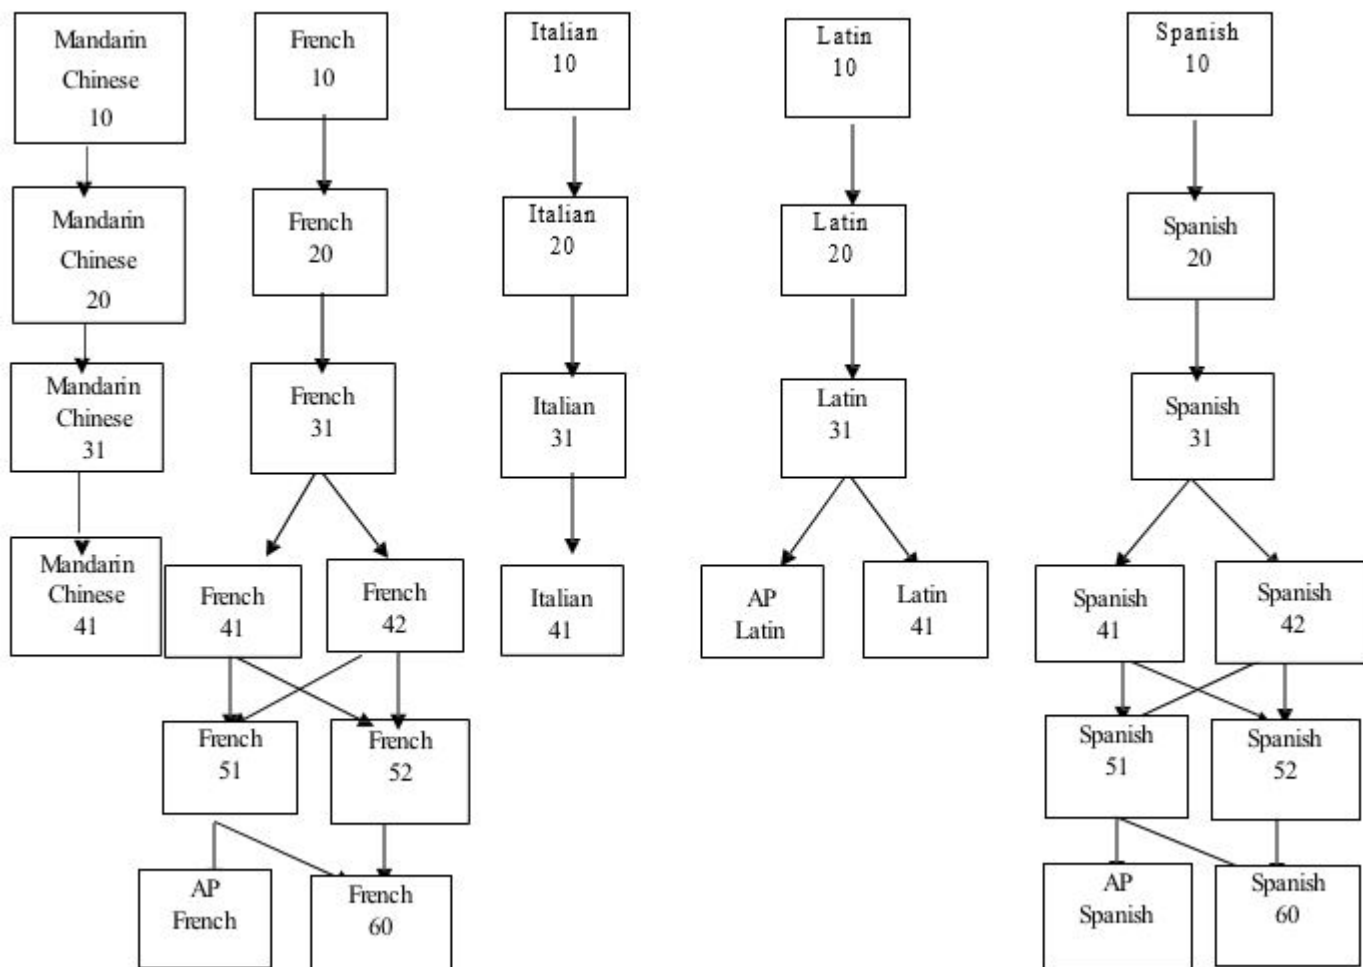 Mandarin
Chinese
10
French
10
Italian
10
Latin
10
Spanish
10
Mandarin
Chinese
20
French
20
Italian
20
Latin
20
Spanish
20
Mandarin
Chinese
31
French
31
Italian
31
Latin
31
Spanish
31
Mandarin
Chinese
41
French
41
French
42
Italian
41
AP
Latin
Latin
41
Spanish
41
Spanish
42
French
51
French
52
Spanish
51
Spanish
52
AP
French
French
60
AP
Spanish
Spanish
60